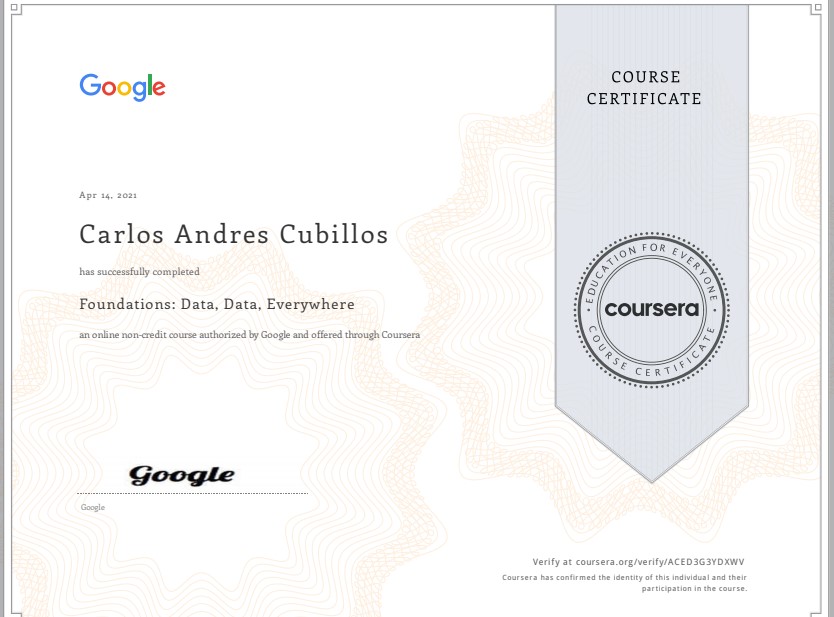 Google
COURSE
CERTIFICATE
Apr 14, 2021
Carlos Andres Cubillos
has successfully completed
Foundations: Data, Data, Everywhere
an online non-credit course authorized by Google and offered through Coursera
EDUCATION FOR EVERYONE
coursera
COURSE CERTIFICATE
Google
Google
Verify at coursera.org/verify/ACED3G3YDXWV
Coursera has confirmed the identity of this individual and their
participation in the course.